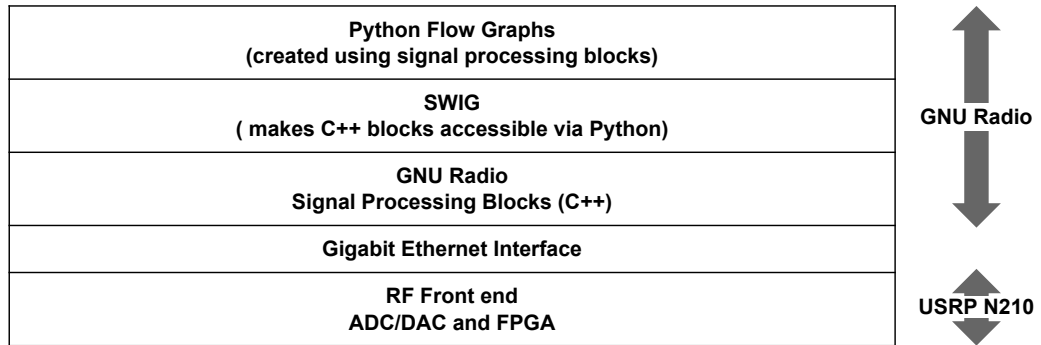 Python Flow Graphs
(created using signal processing blocks)
SWIG
( makes C++ blocks accessible via Python)
GNU Radio
Signal Processing Blocks (C++)
Gigabit Ethernet Interface
RF Front end
ADC/DAC and FPGA
GNU Radio
USRP N210